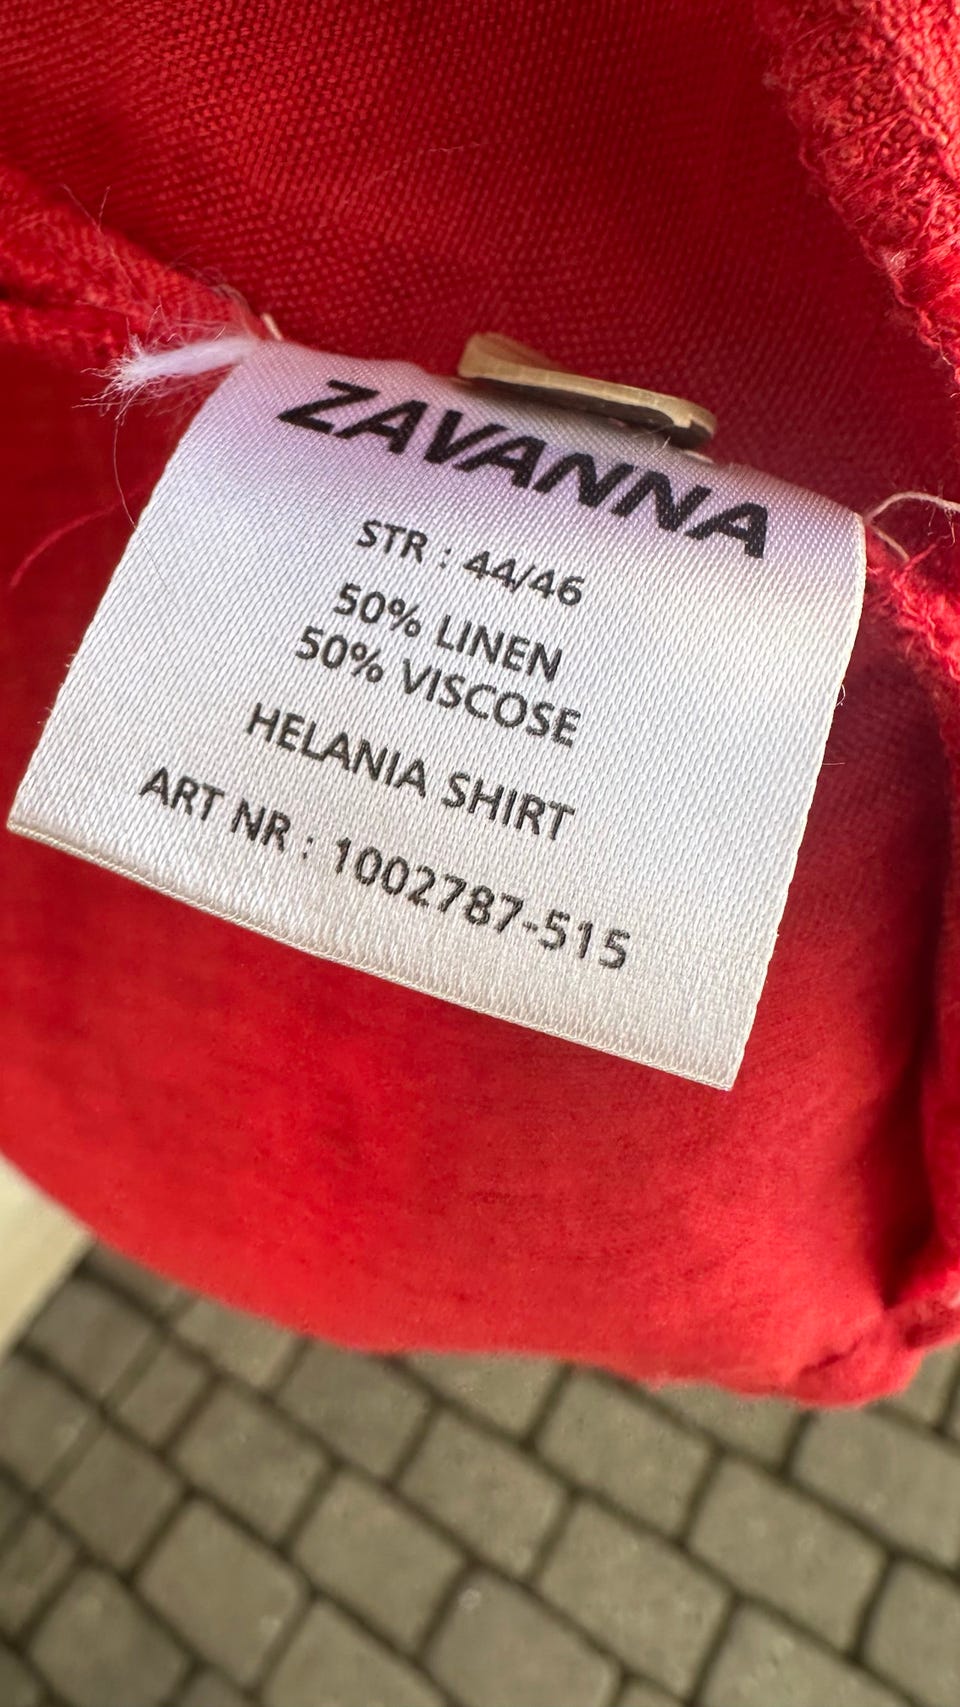 ZAVANNA
STR : 44/46
50% LINEN
50% VISCOSE
HELANIA SHIRT
ART NR : 1002787-515